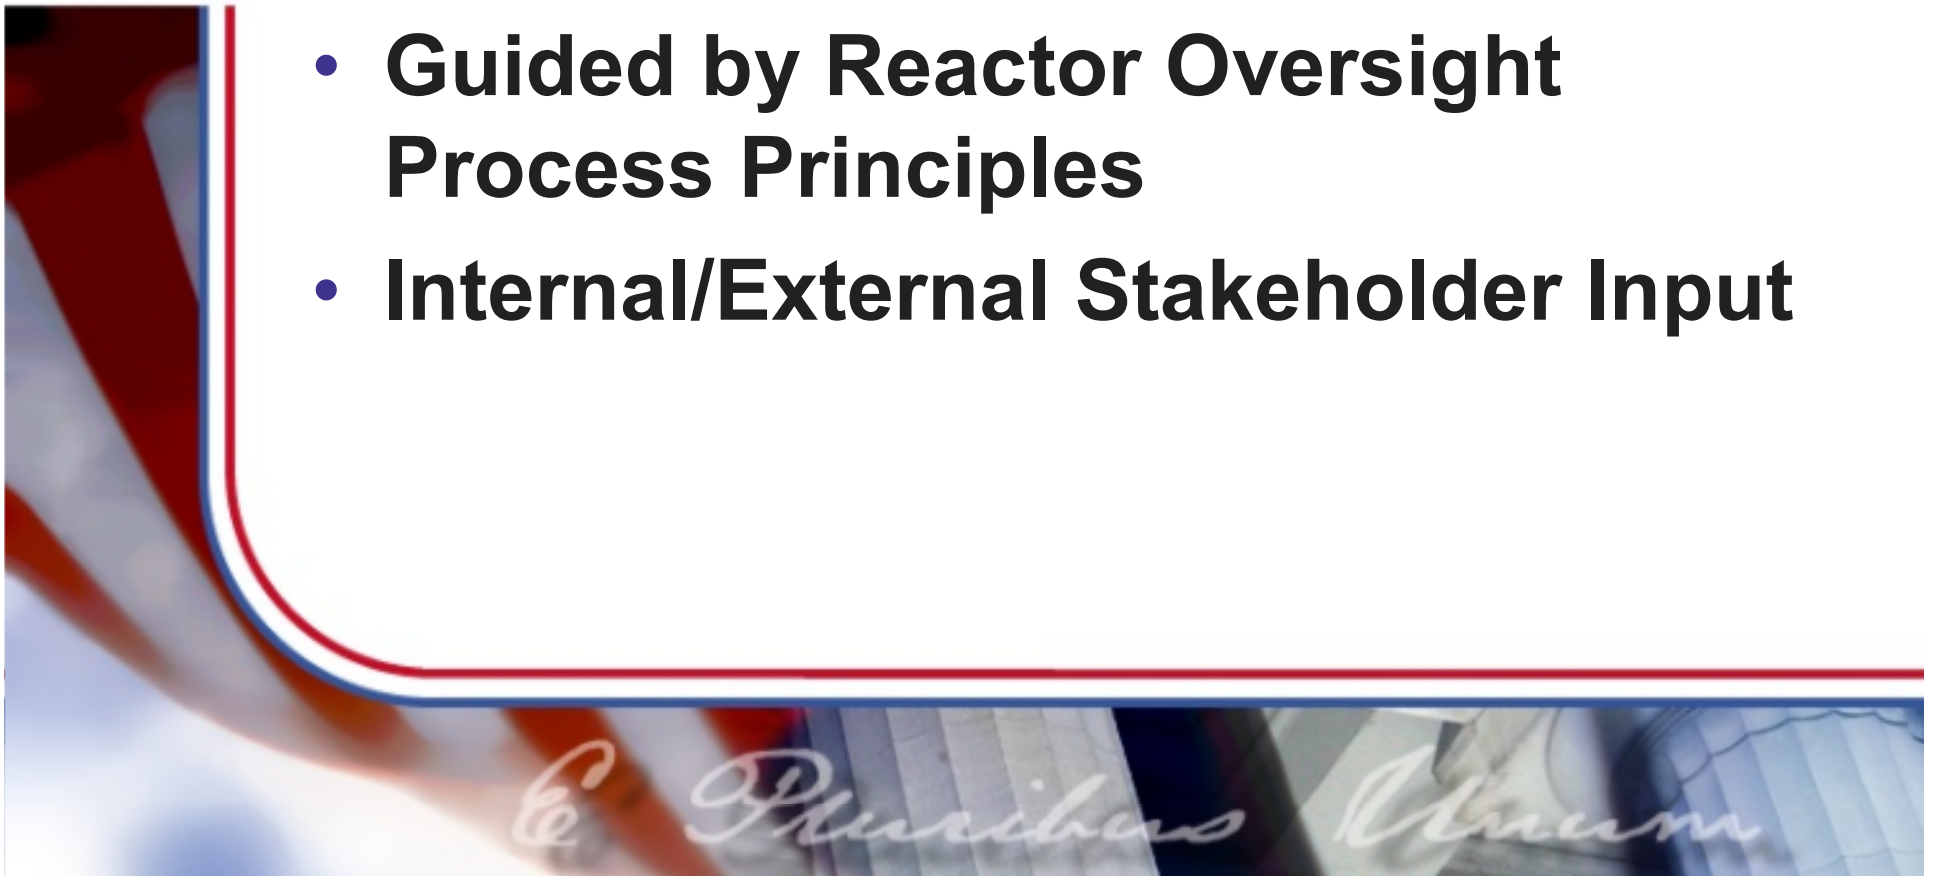 • Guided by Reactor Oversight
Process Principles
• Internal/External Stakeholder Input
E Pluribus Unum